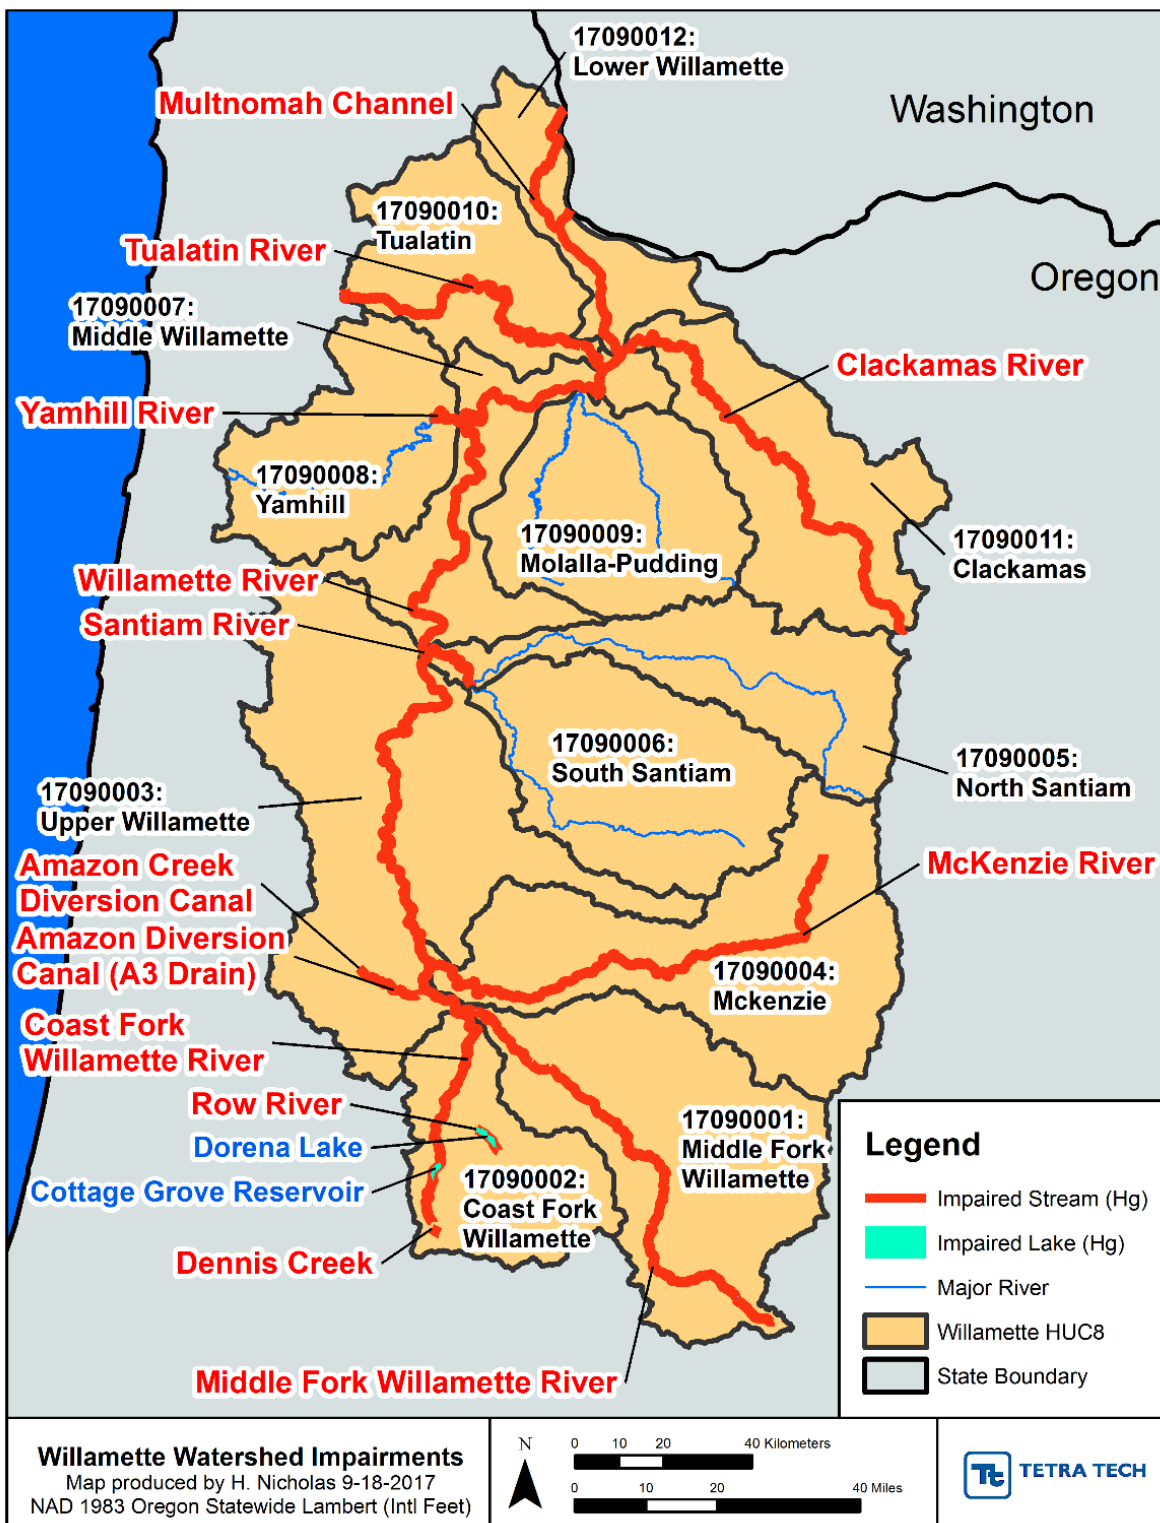 17090012:
Lower Willamette
Multnomah Channel
Washington
17090010:
Tualatin
Tualatin River
Oregon
17090007:
Middle Willamette
Clackamas River
Yamhill River
17090008:
Yamhill
17090009:
Molalla-Pudding
17090011:
Clackamas
Willamette River
Santiam River
17090006:
South Santiam
17090005:
North Santiam
17090003:
Upper Willamette
Amazon Creek
Diversion Canal
McKenzie River
Amazon Diversion
Canal (A3 Drain)
17090004:
Mckenzie
Coast Fork
Willamette River
Row River
Dorena Lake
Cottage Grove Reservoir
17090001:
Middle Fork
Willamette
17090002:
Coast Fork
Willamette
Dennis Creek
Middle Fork Willamette River
Legend
Impaired Stream (Hg)
Impaired Lake (Hg)
Major River
Willamette HUC8
State Boundary
Willamette Watershed Impairments
Map produced by H. Nicholas 9-18-2017
NAD 1983 Oregon Statewide Lambert (Intl Feet)
N
0 10 20 40 Kilometers
0 10 20 40 Miles
Tt TETRA TECH